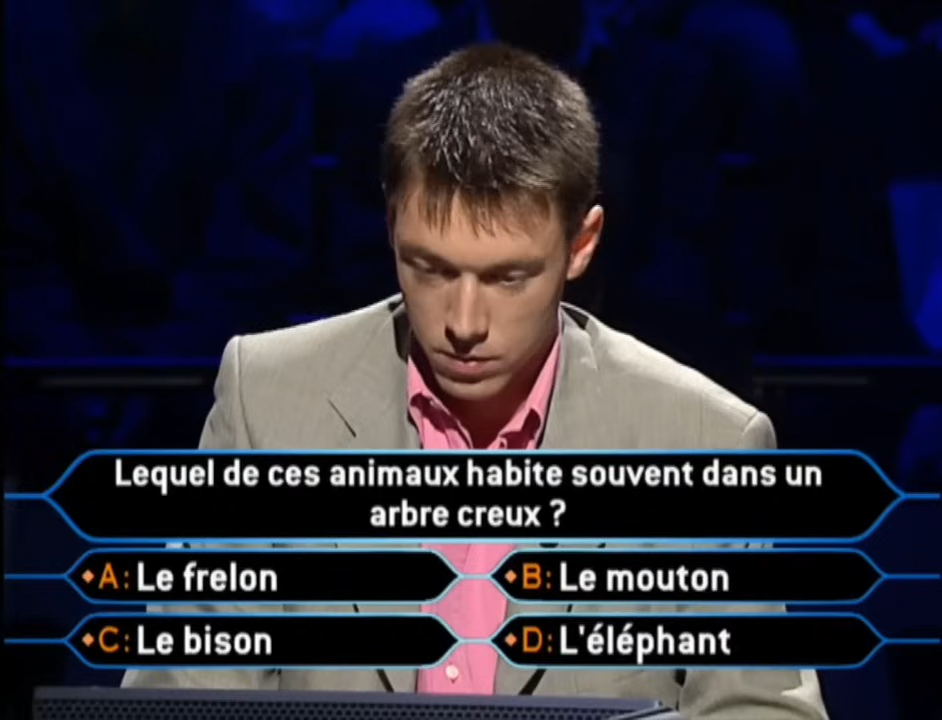 Lequel de ces animaux habite souvent dans un
arbre creux ?
A: Le frelon
B: Le mouton
C: Le bison
D: L'éléphant